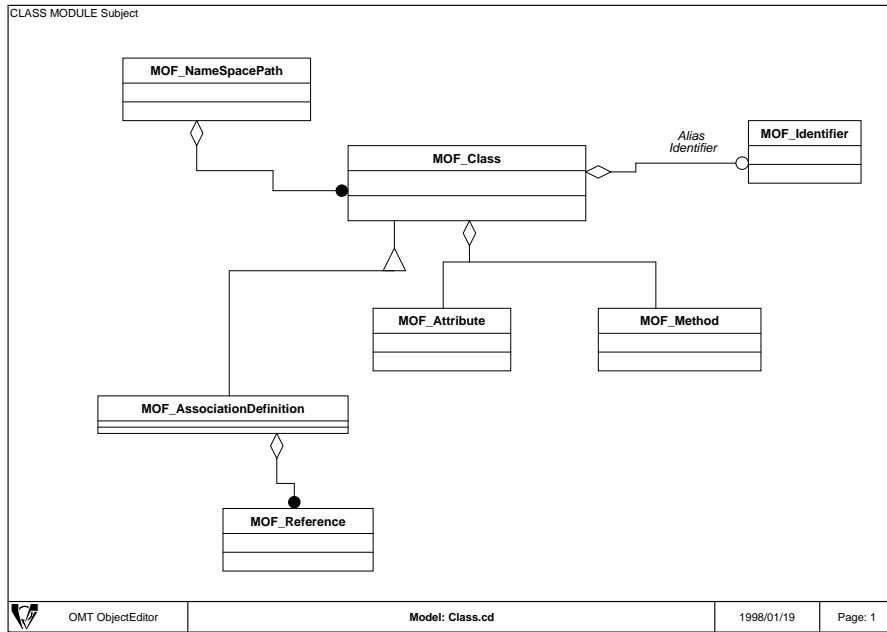 CLASS MODULE Subject
MOF_NameSpacePath
MOF_Class
Alias
Identifier
MOF_Identifier
MOF_Attribute
MOF_Method
MOF_AssociationDefinition
MOF_Reference
OMT ObjectEditor
Model: Class.cd
1998/01/19
Page: 1